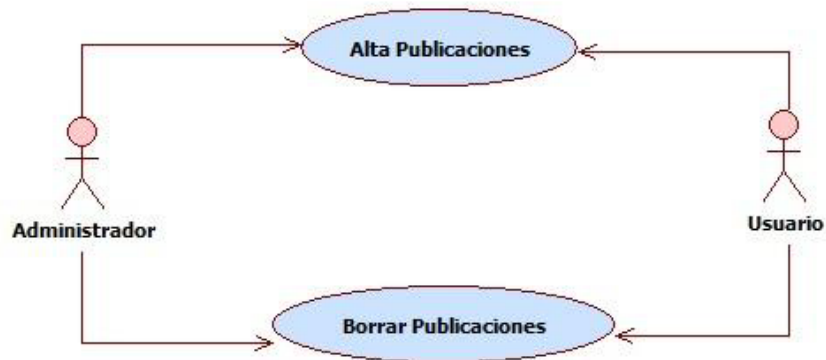 Alta Publicaciones
Administrador
Usuario
Borrar Publicaciones